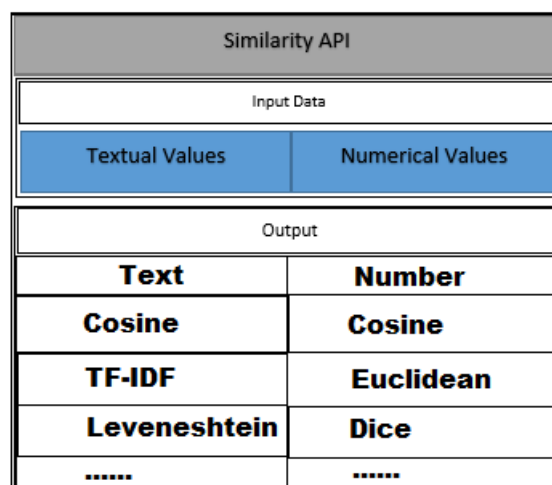 Similarity API
Input Data
Textual Values Numerical Values
Output
Text Number
Cosine Cosine
TF-IDF Euclidean
Leveneshtein Dice
...... ......